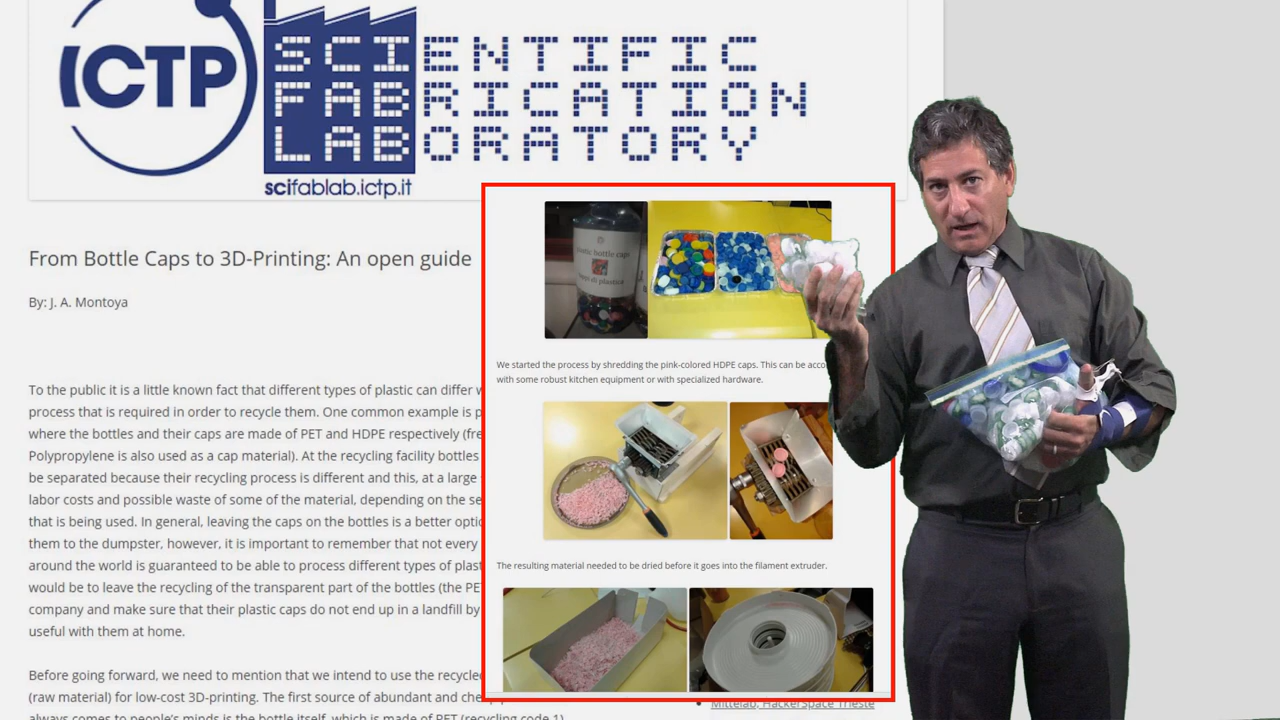 ICTP
SCIENTIFIC
FABRICATION
LABORATORY
scifablab.ictp.it
From Bottle Caps to 3D-Printing: An open guide
By: J. A. Montoya
To the public it is a little known fact that different types of plastic can differ w
process that is required in order to recycle them. One common example is p
where the bottles and their caps are made of PET and HDPE respectively (fre
Polypropylene is also used as a cap material). At the recycling facility bottles
be separated because their recycling process is different and this, at a large
labor costs and possible waste of some of the material, depending on the se
that is being used. In general, leaving the caps on the bottles is a better optio
them to the dumpster, however, it is important to remember that not every
around the world is guaranteed to be able to process different types of plast
would be to leave the recycling of the transparent part of the bottles (the PE
company and make sure that their plastic caps do not end up in a landfill by
useful with them at home.
Before going forward, we need to mention that we intend to use the recycle
(raw material) for low-cost 3D-printing. The first source of abundant and che
always comes to people's minds is the bottle itself, which is made of PET (recycling code 1)
plastic bottle caps
tappi di plastica
We started the process by shredding the pink-colored HDPE caps. This can be acco
with some robust kitchen equipment or with specialized hardware.
The resulting material needed to be dried before it goes into the filament extruder.
Mittelab, HackerSpace Trieste